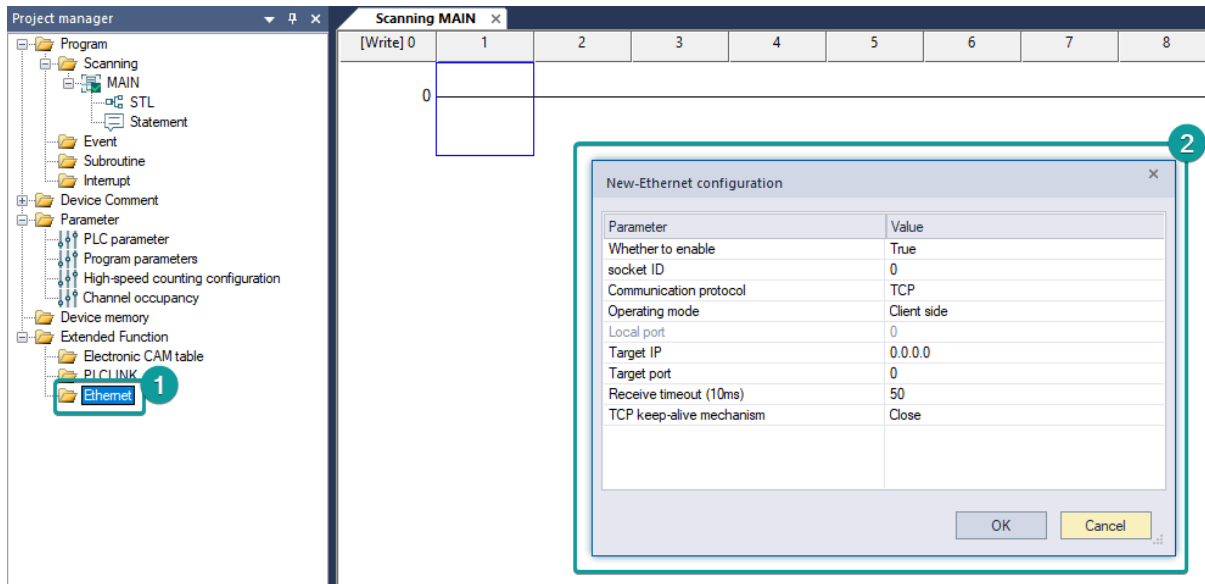 Project manager
Program
Scanning
MAIN
STL
Statement
Event
Subroutine
Interrupt
Device Comment
Parameter
PLC parameter
Program parameters
High-speed counting configuration
Channel occupancy
Device memory
Extended Function
Electronic CAM table
PLCLINK
Ethernet
1
Scanning MAIN
[Write] 0 1 2 3 4 5 6 7 8
0
2
New-Ethernet configuration
Parameter Value
Whether to enable True
socket ID 0
Communication protocol TCP
Operating mode Client side
Local port 0
Target IP 0.0.0.0
Target port 0
Receive timeout (10ms) 50
TCP keep-alive mechanism Close
OK Cancel